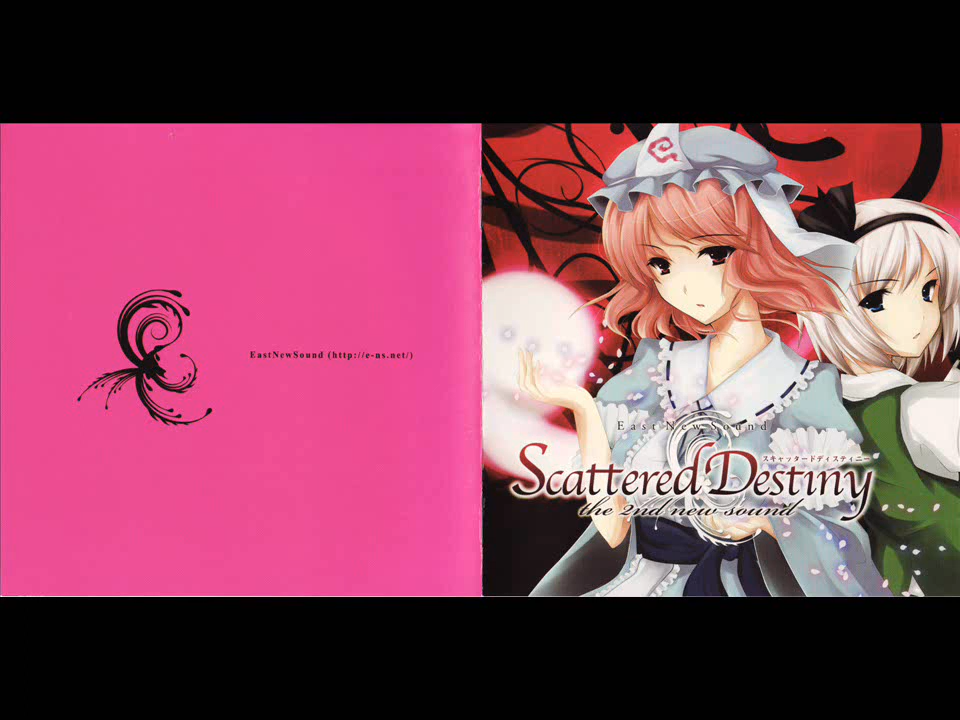 EastNewSound (http://e-ns.net/)
East New Sound
スキャッタードディスティニー
Scattered Destiny
the 2nd new sound